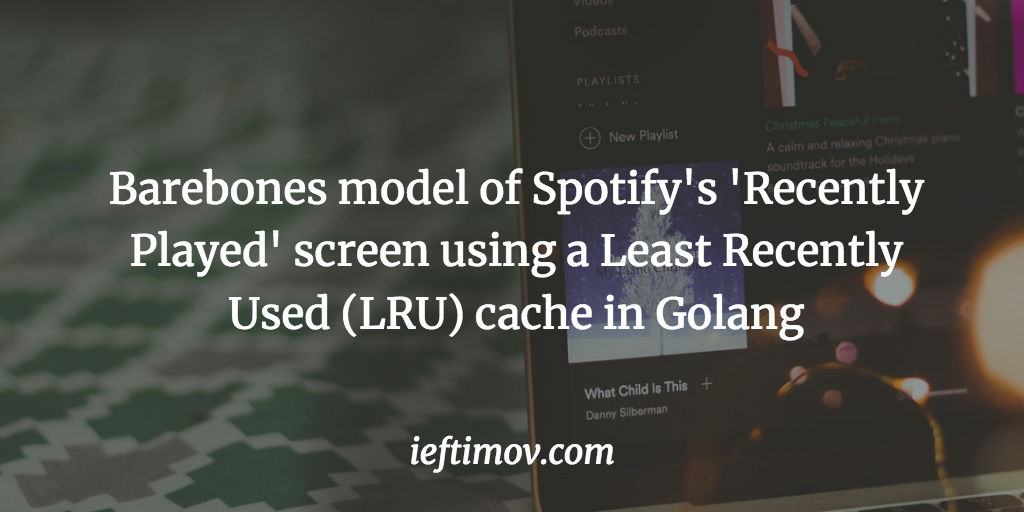 Videos
Podcasts
PLAYLISTS
New Playlist
Christmas Peaceful Piano
A calm and relaxing Christmas piano
soundtrack for the Holidays
Barebones model of Spotify's 'Recently
Played' screen using a Least Recently
Used (LRU) cache in Golang
What Child Is This
Danny Silberman
ieftimov.com